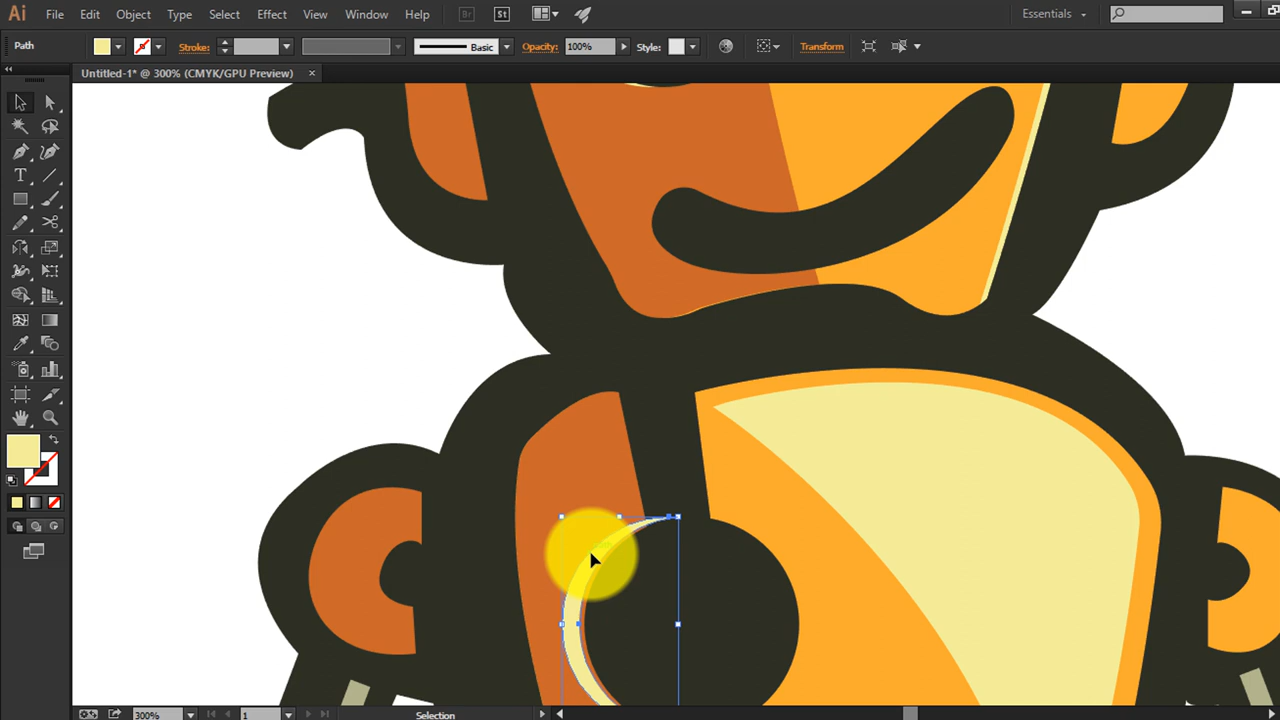 Ai File Edit Object Type Select Effect View Window Help Br St Essentials
Path Stroke: Basic Opacity: 100% Style: Transform
Untitled-1* @ 300% (CMYK/GPU Preview) ×
T
300% 1 Selection